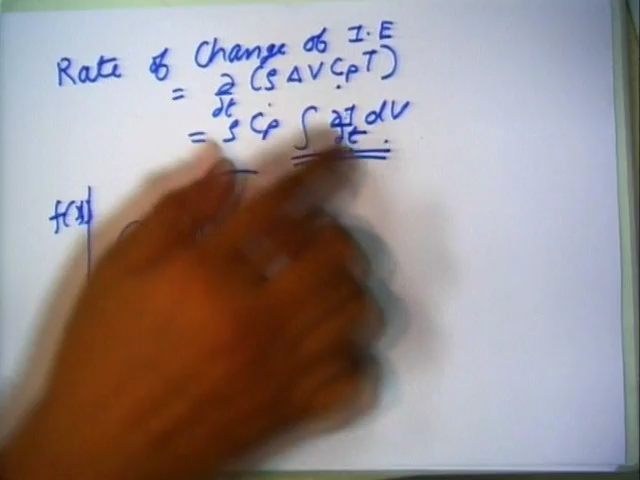 Rate of Change of I.E
= ∂/∂t (ρ ΔV Cp T)
= ρ Cp ∫ ∂T/∂t dV
f(x)